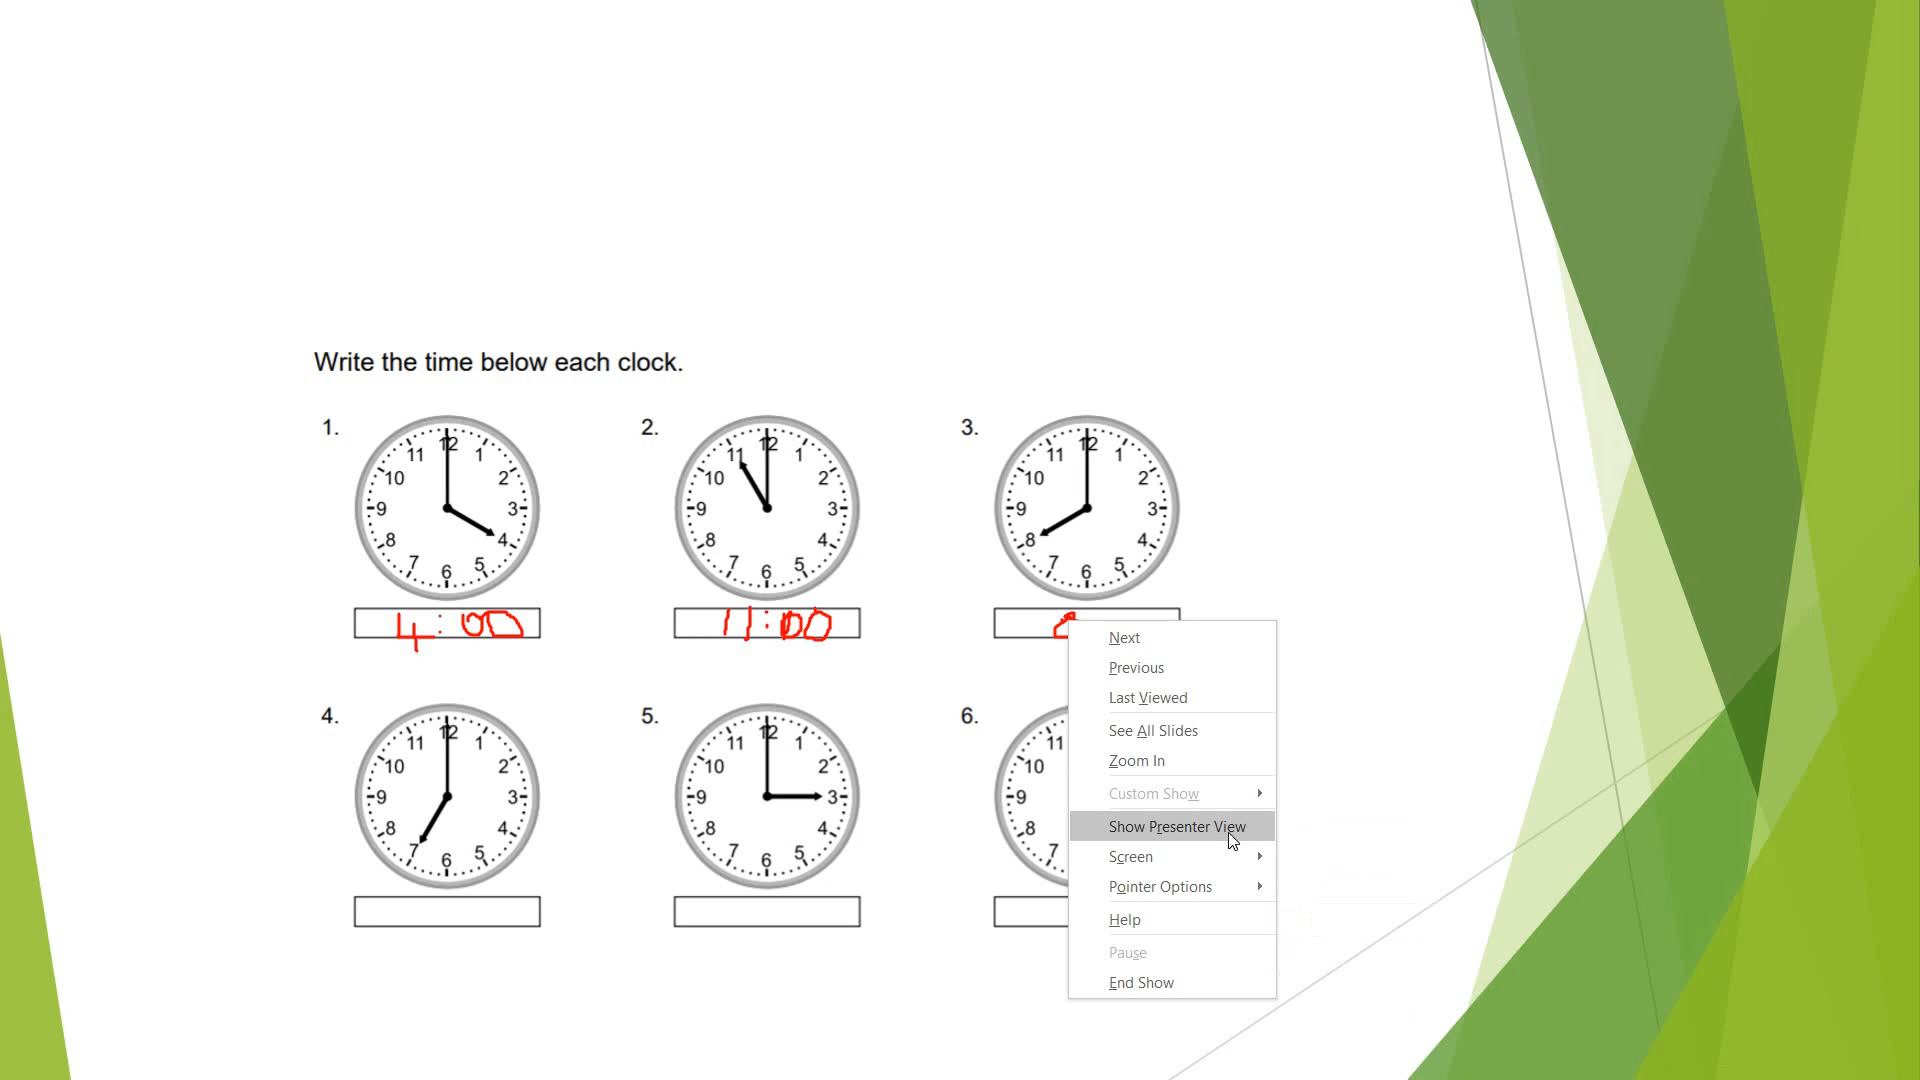 Write the time below each clock.
1.
12 1 2 3 4 5 6 7 8 9 10 11
4:00
2.
12 1 2 3 4 5 6 7 8 9 10 11
11:00
3.
12 1 2 3 4 5 6 7 8 9 10 11
4.
12 1 2 3 4 5 6 7 8 9 10 11
5.
12 1 2 3 4 5 6 7 8 9 10 11
6.
7 8 9 10 11
Next
Previous
Last Viewed
See All Slides
Zoom In
Custom Show
Show Presenter View
Screen
Pointer Options
Help
Pause
End Show